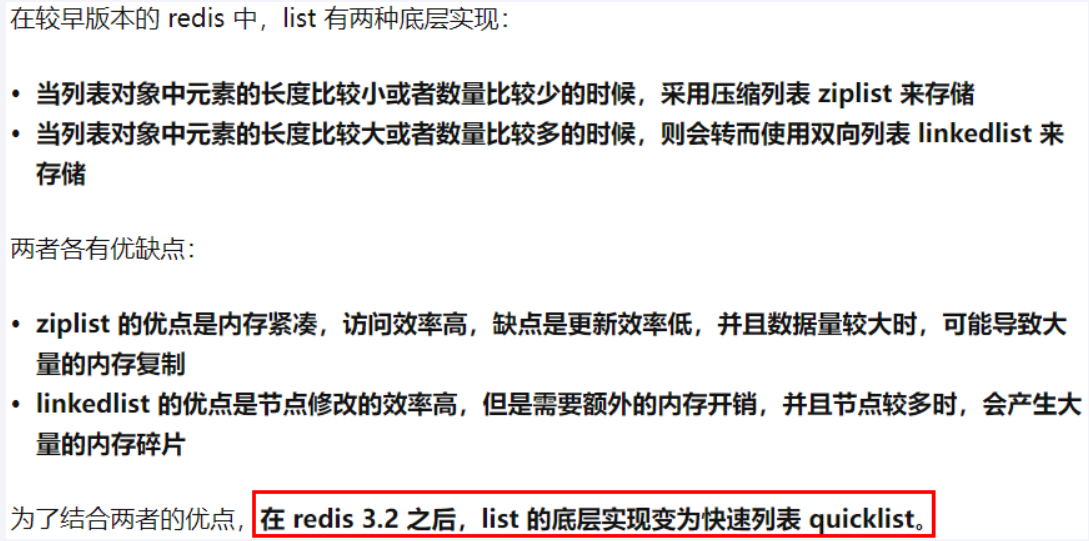 在较早版本的 redis 中，list 有两种底层实现：
• 当列表对象中元素的长度比较小或者数量比较少的时候，采用压缩列表 ziplist 来存储
• 当列表对象中元素的长度比较大或者数量比较多的时候，则会转而使用双向列表 linkedlist 来
存储
两者各有优缺点：
• ziplist 的优点是内存紧凑，访问效率高，缺点是更新效率低，并且数据量较大时，可能导致大
量的内存复制
• linkedlist 的优点是节点修改的效率高，但是需要额外的内存开销，并且节点较多时，会产生大
量的内存碎片
为了结合两者的优点，在 redis 3.2 之后，list 的底层实现变为快速列表 quicklist。